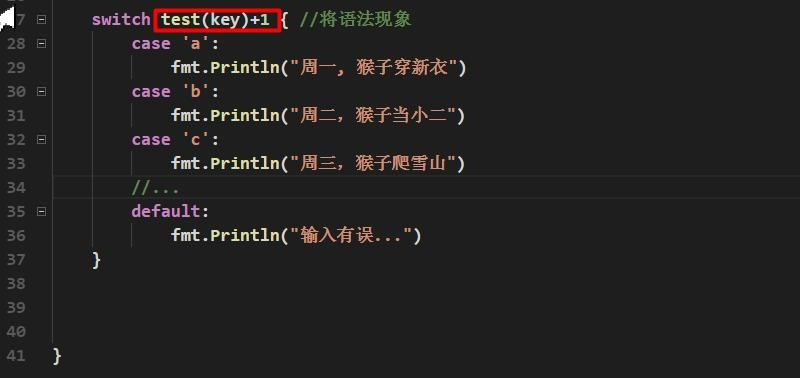 27 switch test(key)+1 { //将语法现象
28 case 'a':
29 fmt.Println("周一, 猴子穿新衣")
30 case 'b':
31 fmt.Println("周二，猴子当小二")
32 case 'c':
33 fmt.Println("周三，猴子爬雪山")
34 //...
35 default:
36 fmt.Println("输入有误...")
37 }
38
39
40
41 }